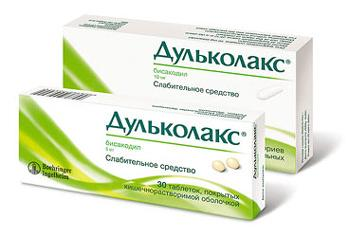 Дульколакс®
бисакодил
10 мг
Слабительное средство
Дульколакс®
бисакодил
5 мг
Слабительное средство
30 таблеток, покрытых
кишечнорастворимой оболочкой
Boehringer
Ingelheim